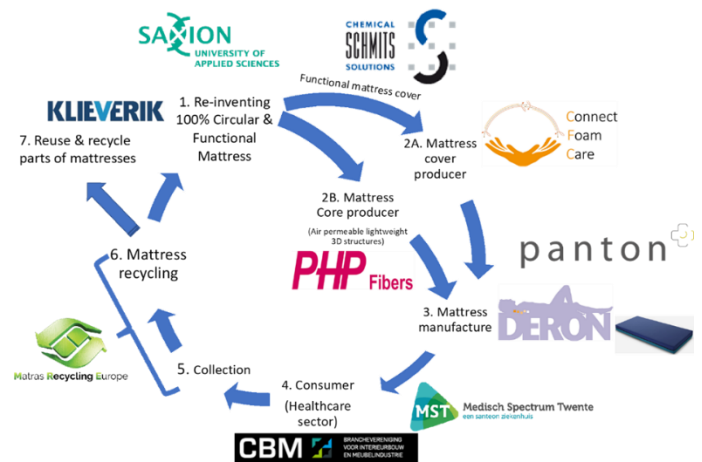 SAXION
UNIVERSITY OF
APPLIED SCIENCES
CHEMICAL
SCHMITS
SOLUTIONS
Functional mattress cover
KLIEVERIK
1. Re-inventing
100% Circular &
Functional
Mattress
7. Reuse & recycle
parts of mattresses
2A. Mattress
cover
producer
Connect
Foam
Care
2B. Mattress
Core producer
(Air permeable lightweight
3D structures)
PHP Fibers
panton
6. Mattress
recycling
3. Mattress
manufacture
DERON
Matras Recycling Europe
5. Collection
4. Consumer
(Healthcare
sector)
MST
Medisch Spectrum Twente
een santeon ziekenhuis
CBM
BRANCHEVERENIGING
VOOR INTERIEURBOUW
EN MEUBELINDUSTRIE